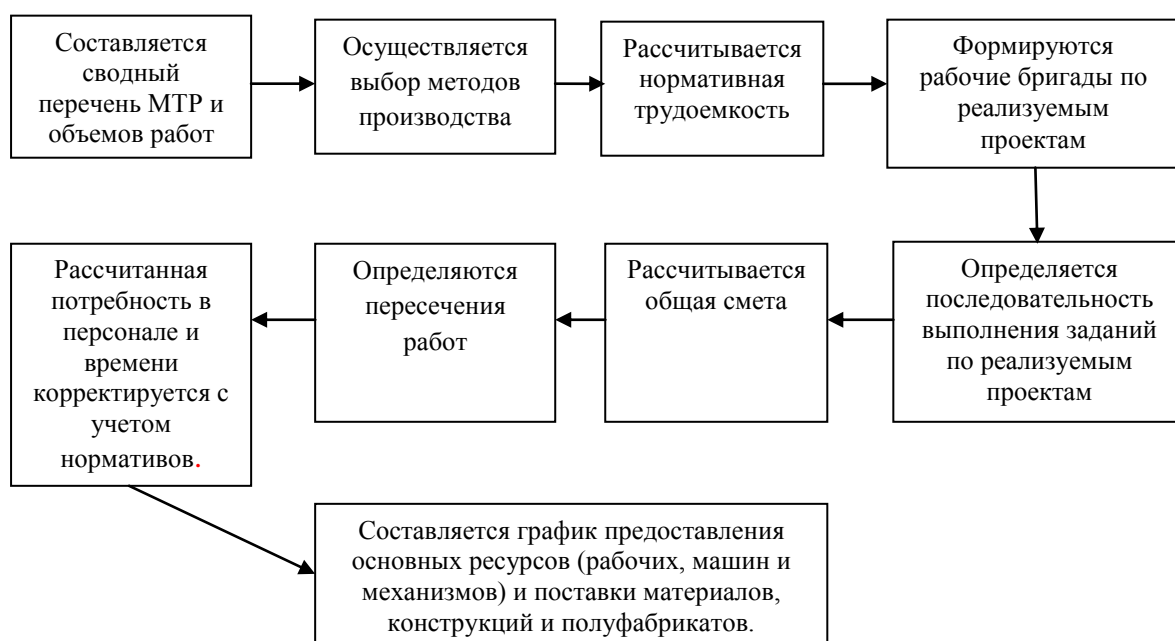 Составляется
сводный
перечень МТР и
объемов работ
Осуществляется
выбор методов
производства
Рассчитывается
нормативная
трудоемкость
Формируются
рабочие бригады по
реализуемым
проектам
Определяется
последовательность
выполнения заданий
по реализуемым
проектам
Рассчитывается
общая смета
Определяются
пересечения
работ
Рассчитанная
потребность в
персонале и
времени
корректируется с
учетом
нормативов.
Составляется график предоставления
основных ресурсов (рабочих, машин и
механизмов) и поставки материалов,
конструкций и полуфабрикатов.